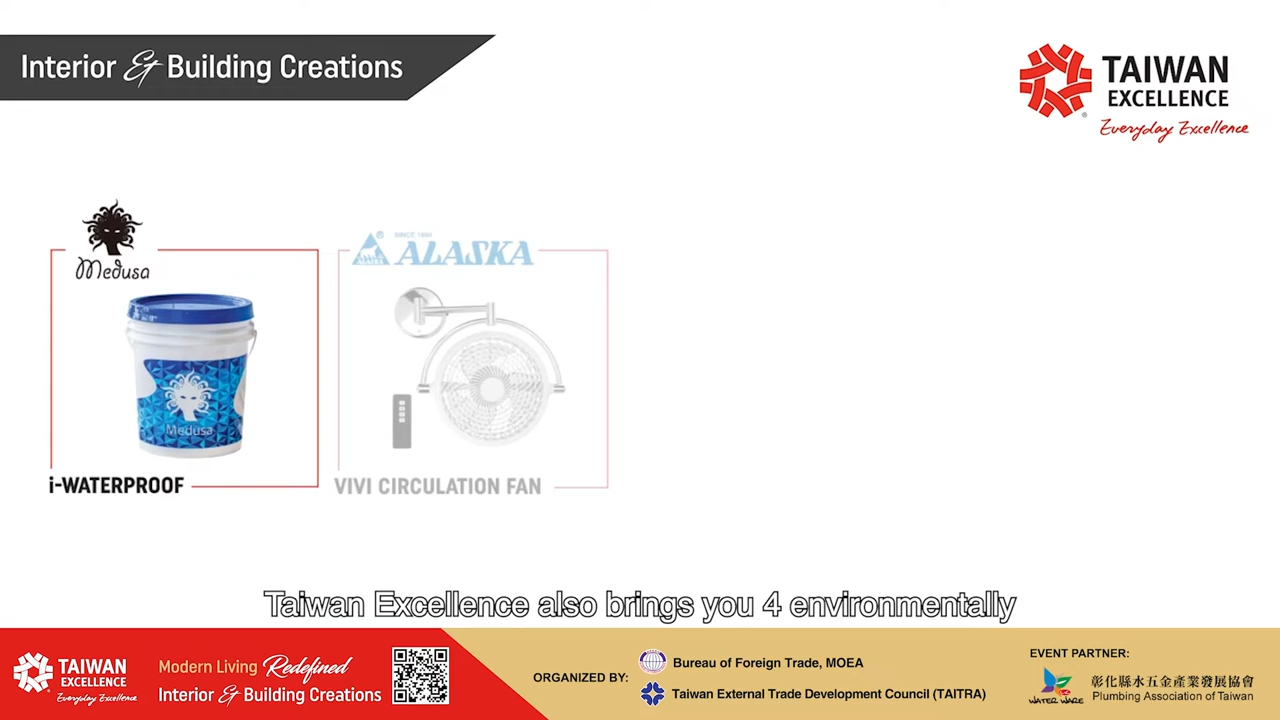 Interior & Building Creations
TAIWAN
EXCELLENCE
®
Everyday Excellence
Medusa
SINCE 1990
®
ALASKA
Medusa
i-WATERPROOF
VIVI CIRCULATION FAN
Taiwan Excellence also brings you 4 environmentally
TAIWAN
EXCELLENCE
Everyday Excellence
Modern Living Redefined
Interior & Building Creations
ORGANIZED BY:
Bureau of Foreign Trade, MOEA
Taiwan External Trade Development Council (TAITRA)
EVENT PARTNER:
WATER WARE
彰化縣水五金產業發展協會
Plumbing Association of Taiwan